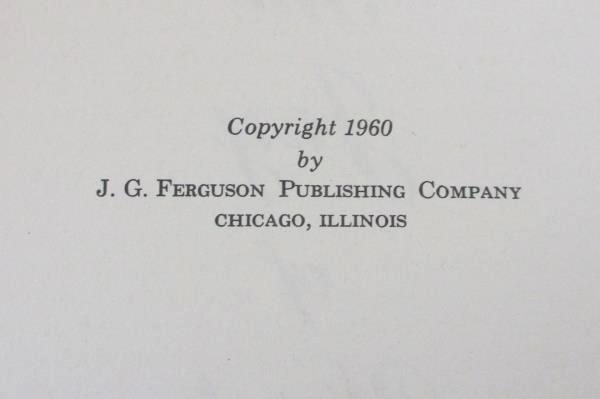 Copyright 1960
by
J. G. Ferguson Publishing Company
CHICAGO, ILLINOIS